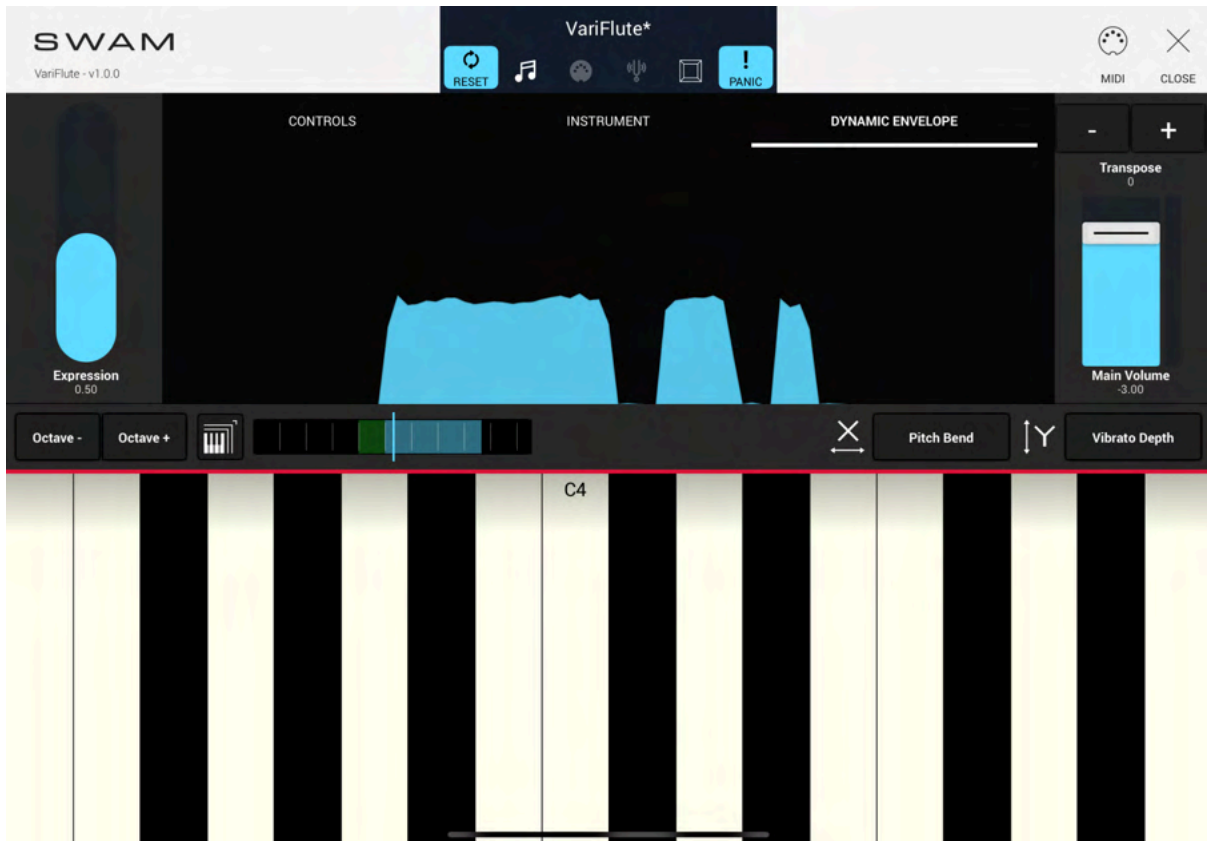 SWAM
VariFlute - v1.0.0
VariFlute*
RESET
!
PANIC
MIDI
CLOSE
CONTROLS
INSTRUMENT
DYNAMIC ENVELOPE
- +
Transpose
0
Expression
0.50
Main Volume
-3.00
Octave -
Octave +
X
Pitch Bend
Y
Vibrato Depth
C4